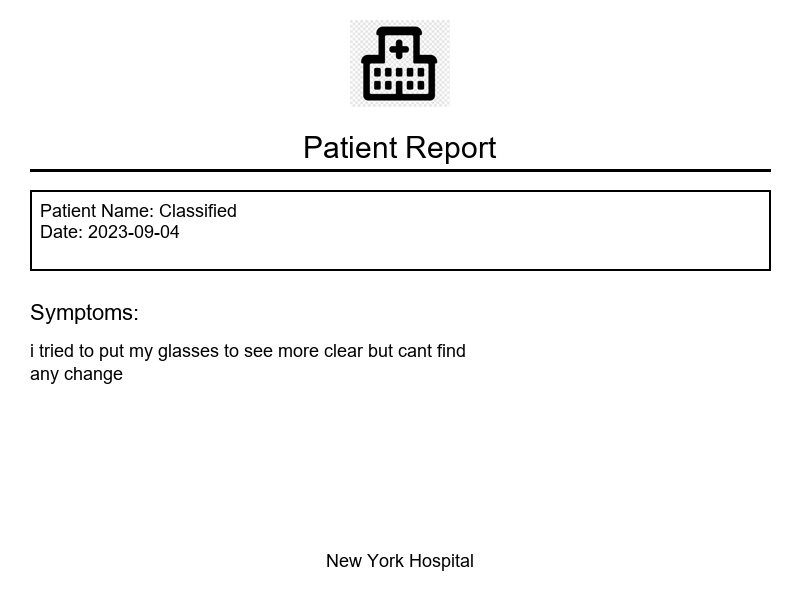 Patient Report
Patient Name: Classified
Date: 2023-09-04
Symptoms:
i tried to put my glasses to see more clear but cant find
any change
New York Hospital